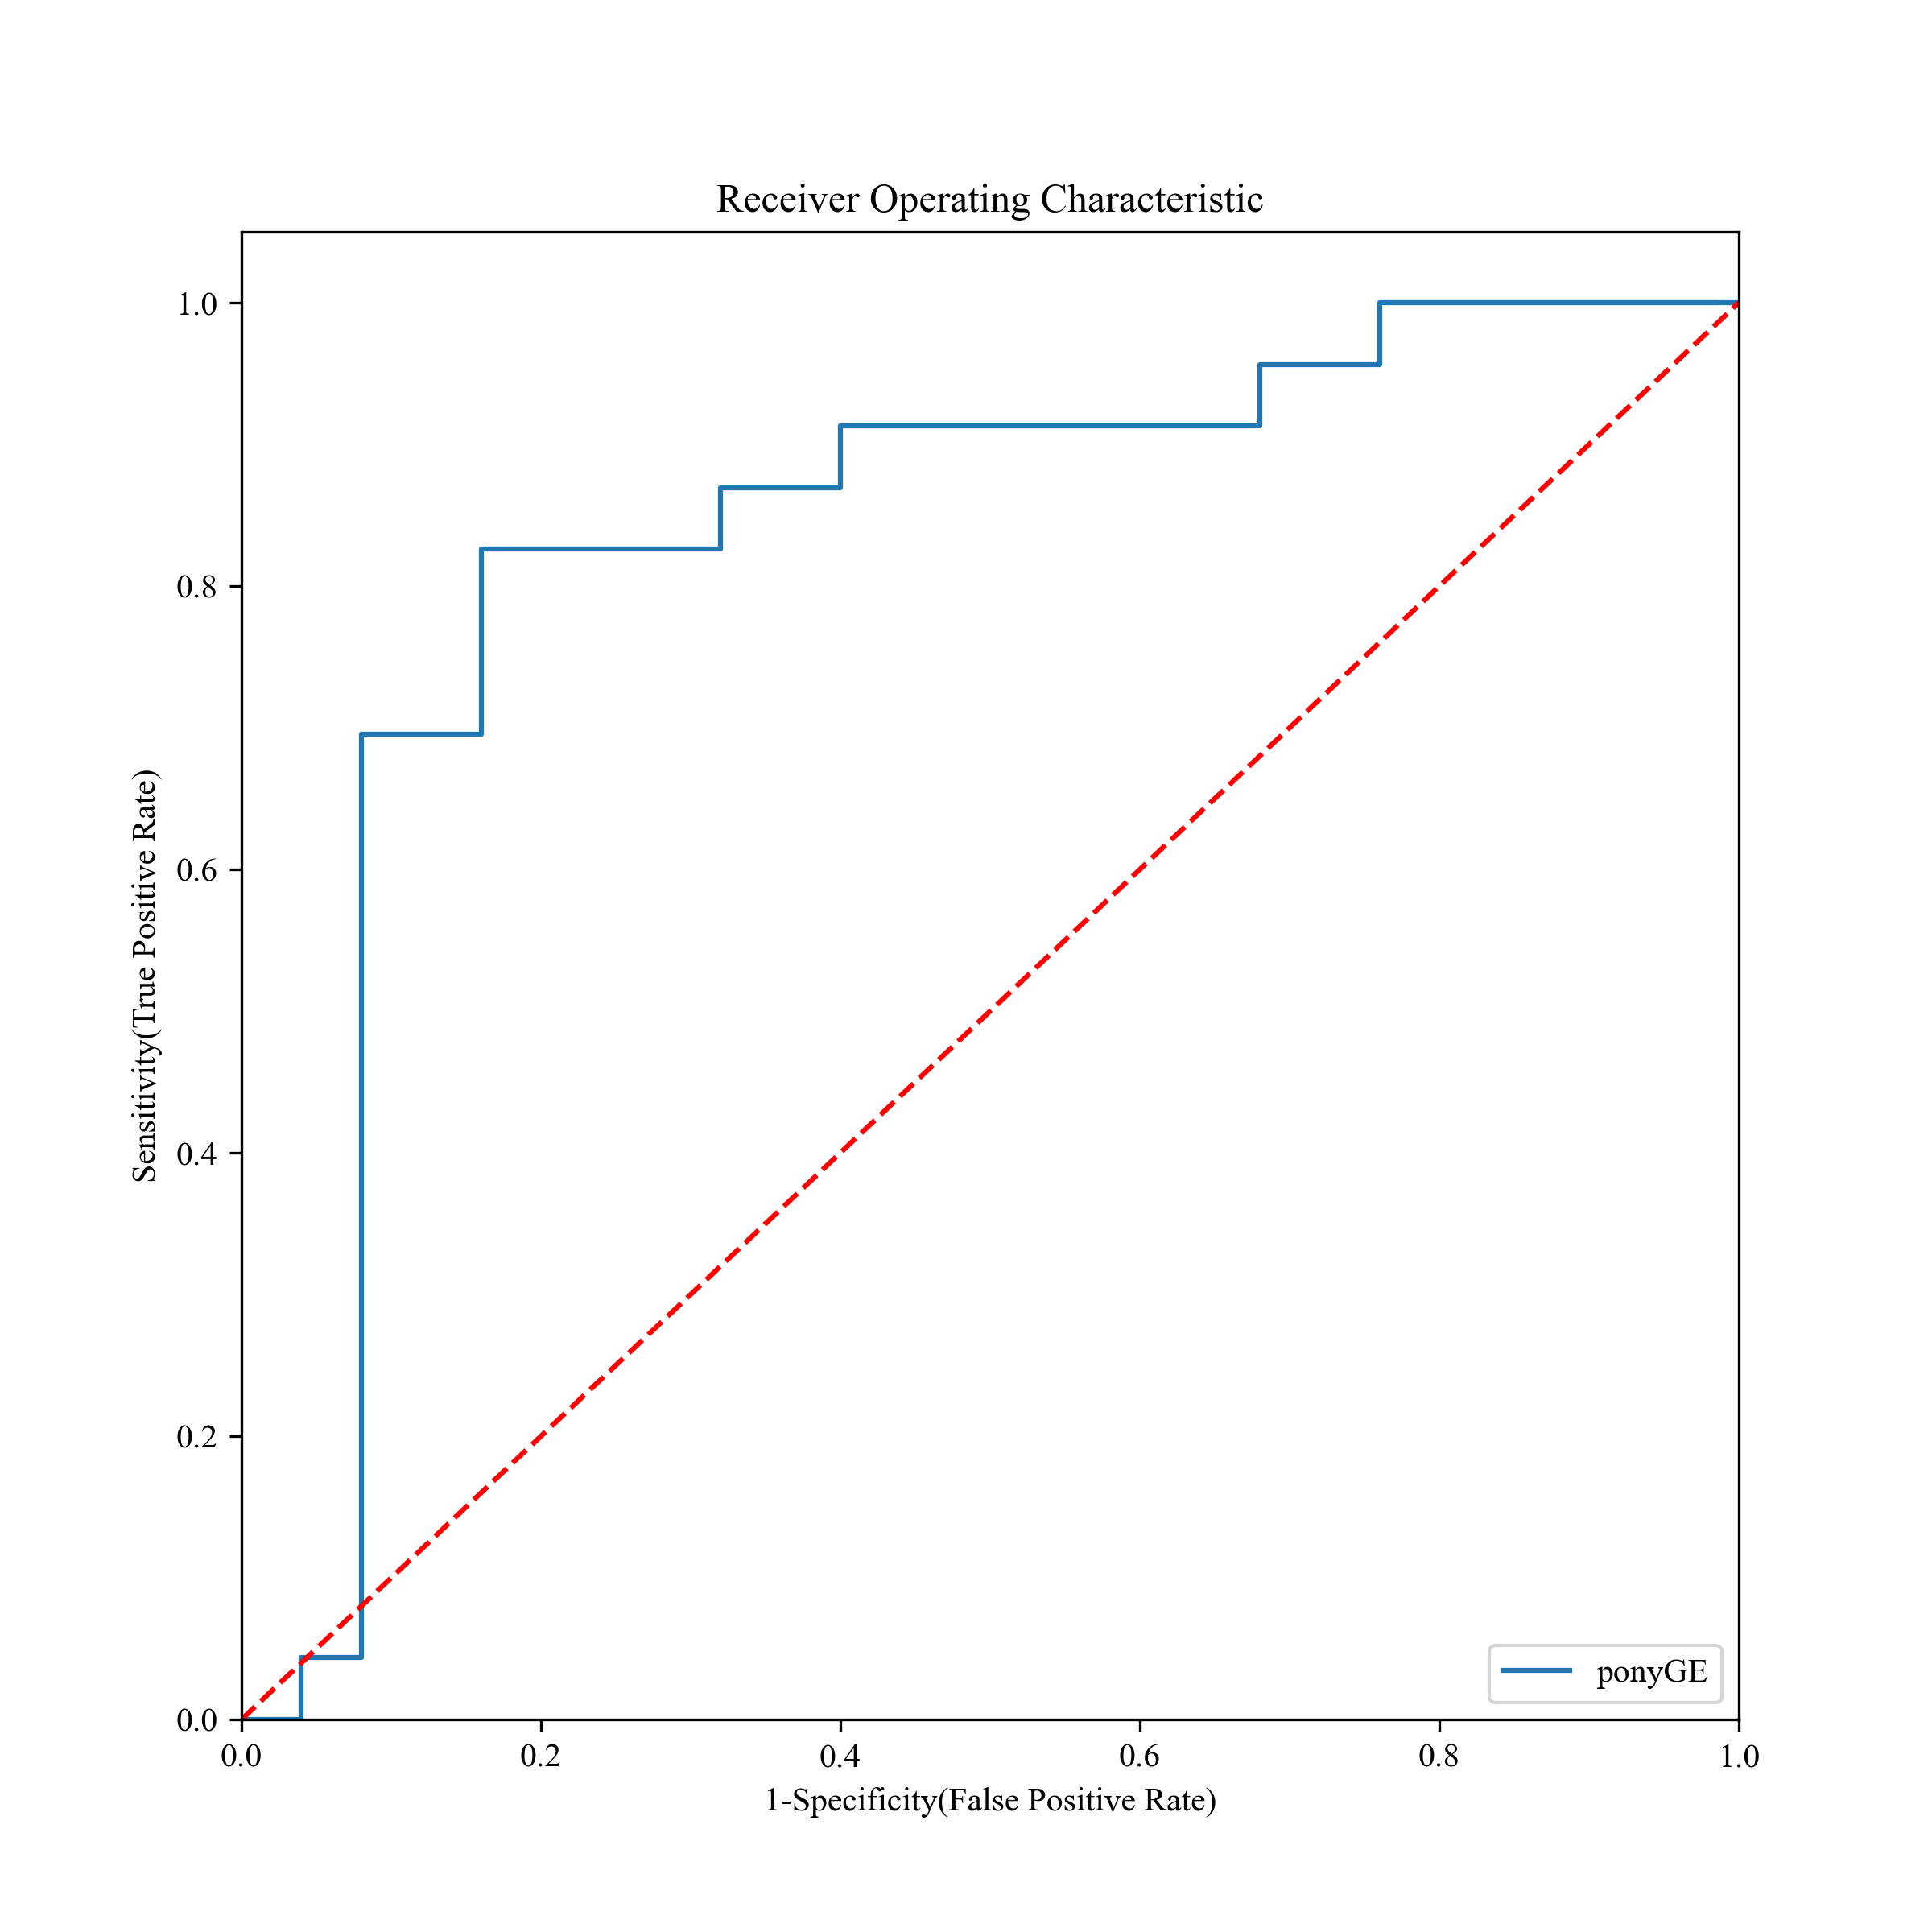 Receiver Operating Characteristic
1.0
0.8
0.6
0.4
0.2
0.0
Sensitivity(True Positive Rate)
ponyGE
0.0 0.2 0.4 0.6 0.8 1.0
1-Specificity(False Positive Rate)